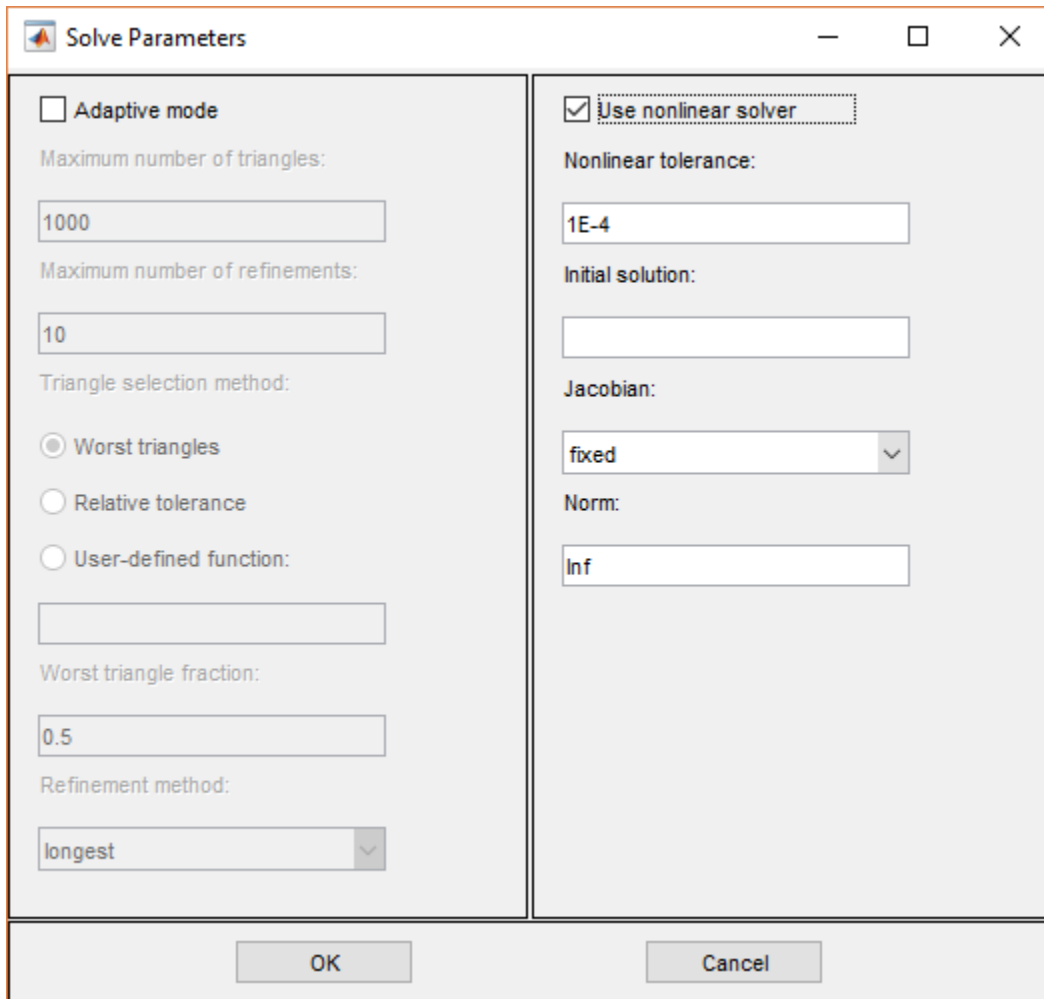 Solve Parameters
Adaptive mode
Maximum number of triangles:
1000
Maximum number of refinements:
10
Triangle selection method:
Worst triangles
Relative tolerance
User-defined function:
Worst triangle fraction:
0.5
Refinement method:
longest
Use nonlinear solver
Nonlinear tolerance:
1E-4
Initial solution:
Jacobian:
fixed
Norm:
Inf
OK
Cancel